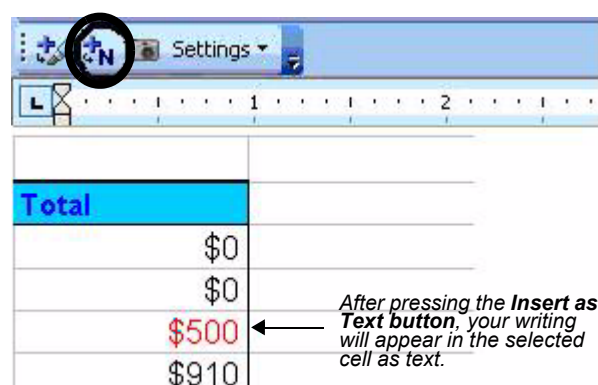 N Settings
L 1 2
Total
$0
$0
$500
$910
After pressing the Insert as
Text button, your writing
will appear in the selected
cell as text.